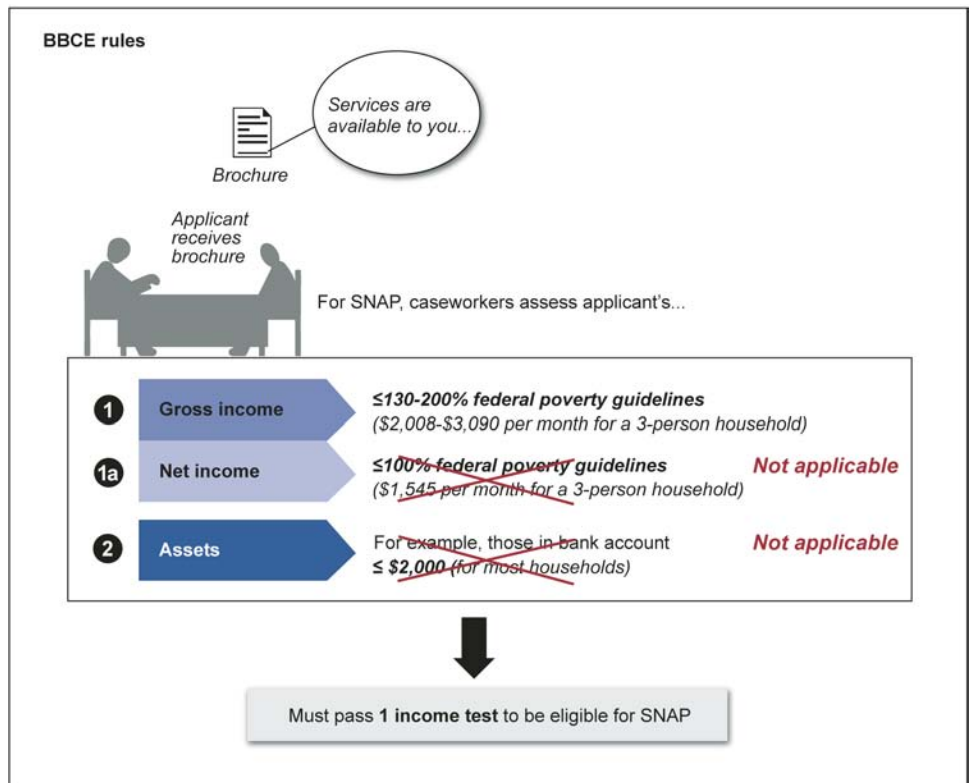 BBCE rules
Services are
available to you...
Brochure
Applicant
receives
brochure
For SNAP, caseworkers assess applicant's...
1
Gross income
≤130-200% federal poverty guidelines
($2,008-$3,090 per month for a 3-person household)
1a
Net income
≤100% federal poverty guidelines
($1,545 per month for a 3-person household)
Not applicable
2
Assets
For example, those in bank account
≤ $2,000 (for most households)
Not applicable
Must pass 1 income test to be eligible for SNAP